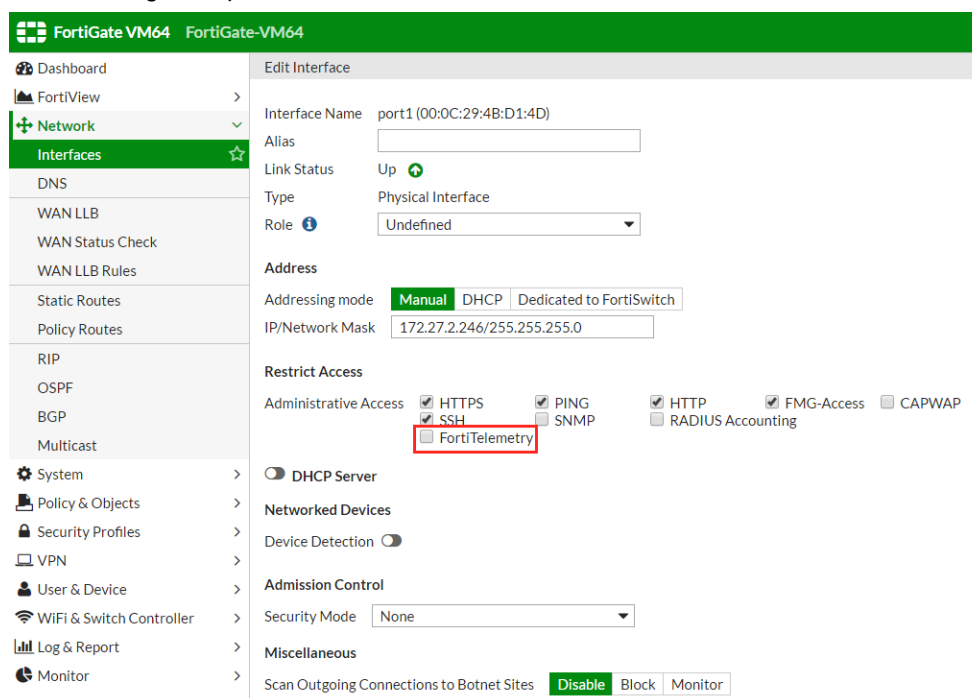 FortiGate VM64 FortiGate-VM64
Dashboard
FortiView
Network
Interfaces
DNS
WAN LLB
WAN Status Check
WAN LLB Rules
Static Routes
Policy Routes
RIP
OSPF
BGP
Multicast
System
Policy & Objects
Security Profiles
VPN
User & Device
WiFi & Switch Controller
Log & Report
Monitor
Edit Interface
Interface Name port1 (00:0C:29:4B:D1:4D)
Alias
Link Status Up
Type Physical Interface
Role Undefined
Address
Addressing mode Manual DHCP Dedicated to FortiSwitch
IP/Network Mask 172.27.2.246/255.255.255.0
Restrict Access
Administrative Access HTTPS PING HTTP FMG-Access CAPWAP
SSH SNMP RADIUS Accounting
FortiTelemetry
DHCP Server
Networked Devices
Device Detection
Admission Control
Security Mode None
Miscellaneous
Scan Outgoing Connections to Botnet Sites Disable Block Monitor